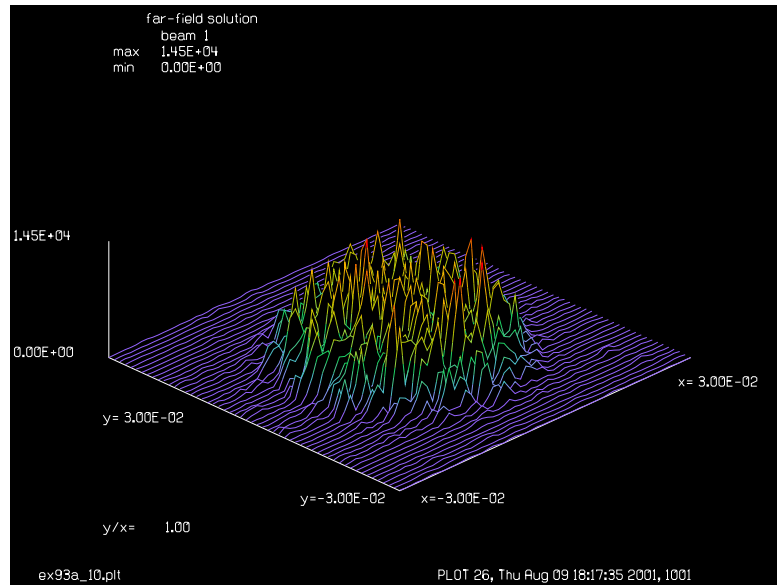 far-field solution
beam 1
max 1.45E+04
min 0.00E+00
1.45E+04
0.00E+00
x= 3.00E-02
y= 3.00E-02
y=-3.00E-02 x=-3.00E-02
y/x= 1.00
ex93a_10.plt PLOT 26, Thu Aug 09 18:17:35 2001, 1001